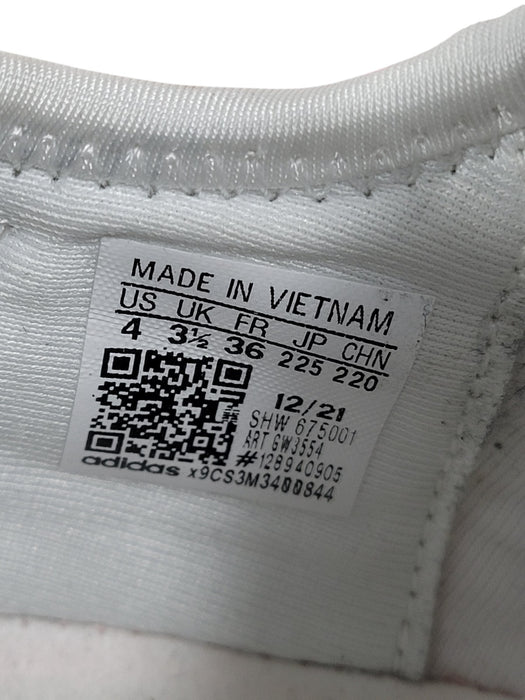 MADE IN VIETNAM
US UK FR JP CHN
4 3½ 36 225 220
12/21
SHW 675001
ART GW3554
#128940905
adidas x9CS3M3400844